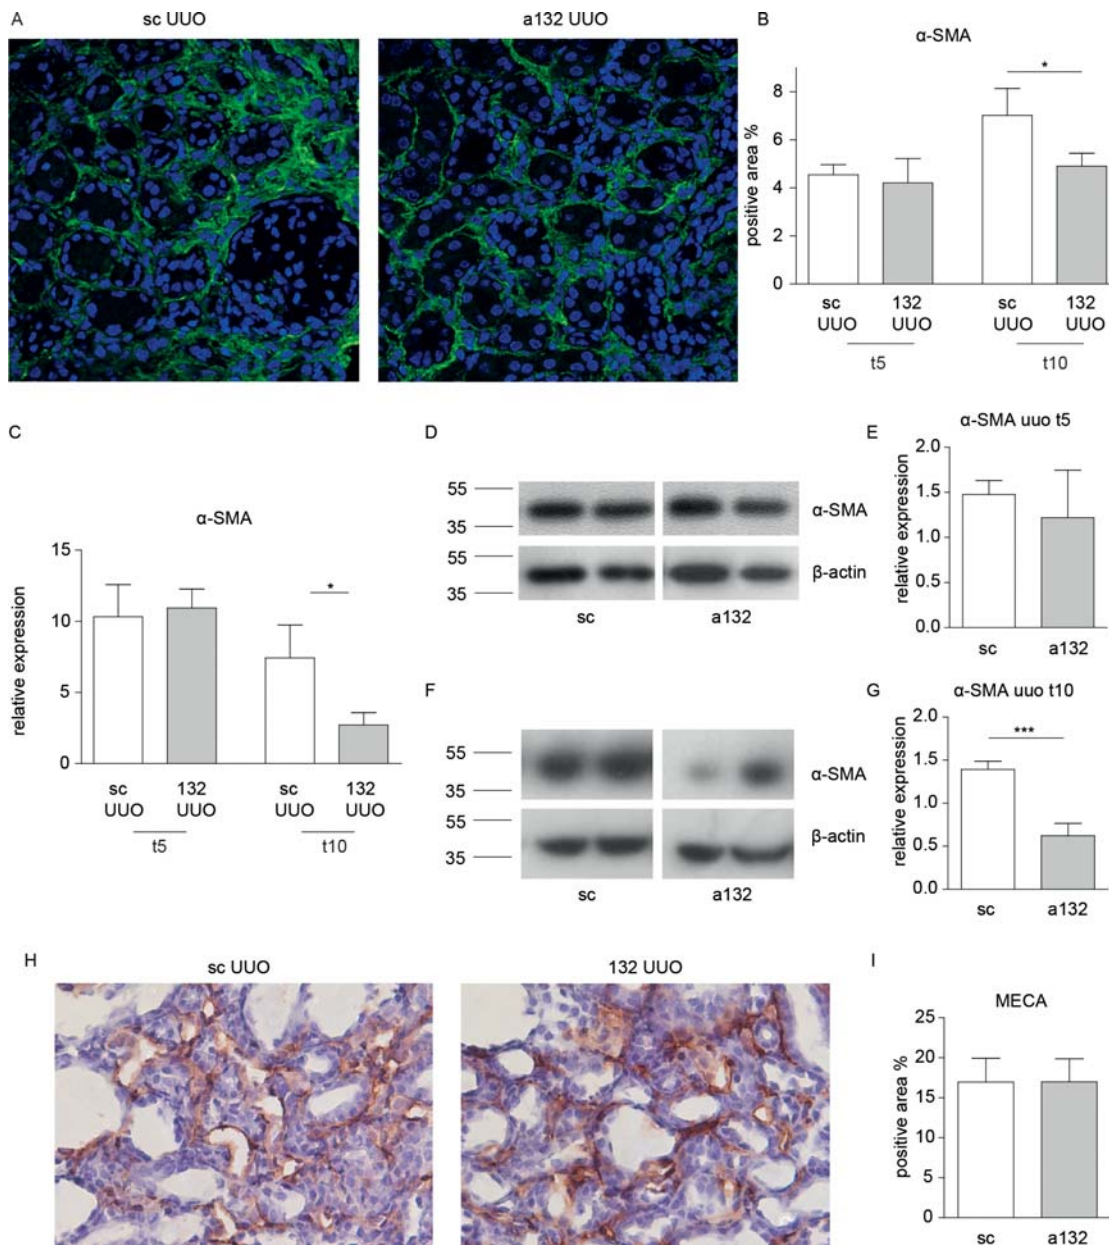 A
sc UUO
a132 UUO
B
α-SMA
*
positive area %
8
6
4
2
0
sc UUO
132 UUO
sc UUO
132 UUO
t5
t10
C
α-SMA
*
relative expression
15
10
5
0
sc UUO
132 UUO
sc UUO
132 UUO
t5
t10
D
55
35
α-SMA
55
35
β-actin
sc
a132
E
α-SMA uuo t5
relative expression
2.0
1.5
1.0
0.5
0.0
sc
a132
F
55
35
α-SMA
55
35
β-actin
sc
a132
G
α-SMA uuo t10
***
relative expression
2.0
1.5
1.0
0.5
0.0
sc
a132
H
sc UUO
132 UUO
I
MECA
positive area %
25
20
15
10
5
0
sc
a132